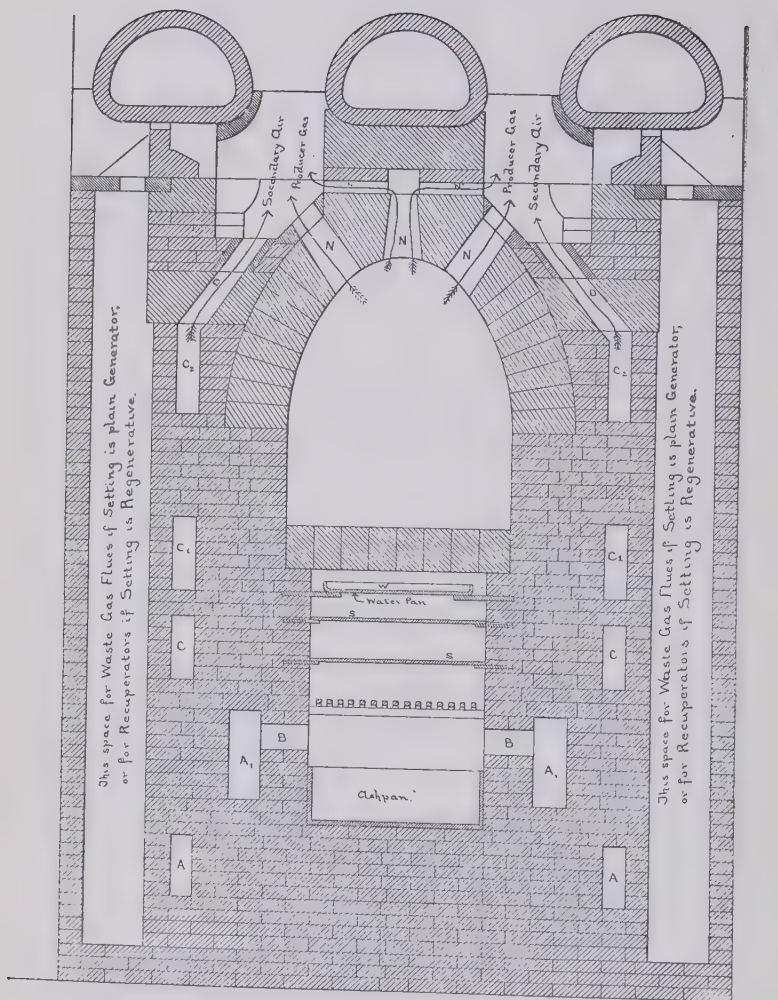 Secondary Air
Producer Gas
Producer Gas
Secondary Air
N
N
N
N
N
D
D
C2
C2
This space for Waste Gas Flues if Setting is plain Generator,
or for Recuperators if Setting is Regenerative.
This space for Waste Gas Flues if Setting is plain Generator,
or for Recuperators if Setting is Regenerative.
C1
C1
W
Water Pan
S
S
C
C
B
B
A1
A1
Ashpan.
A
A